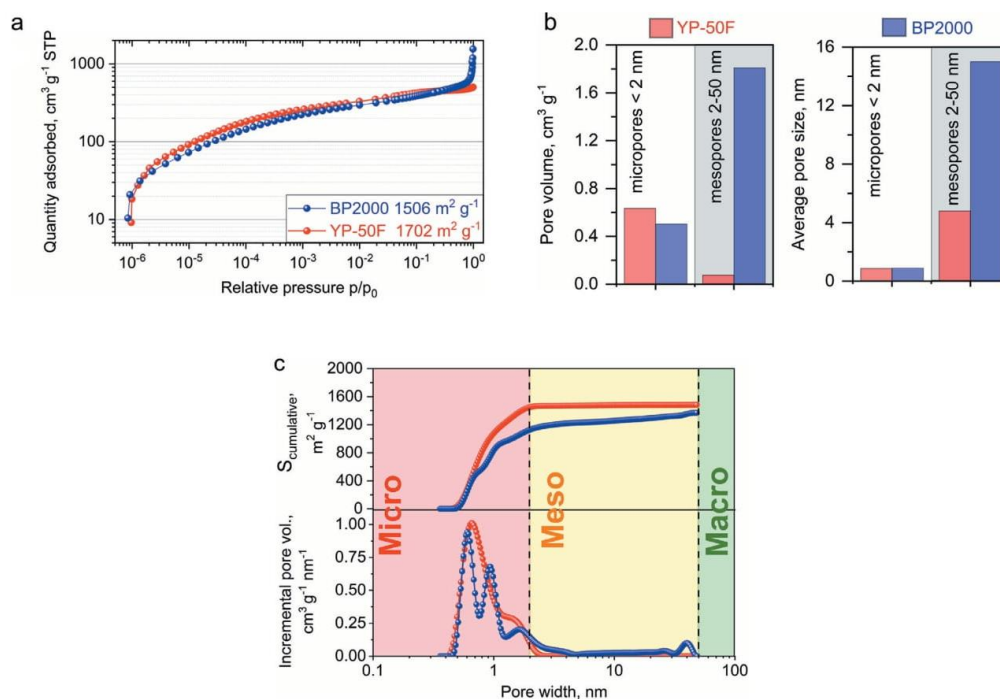 a
Quantity adsorbed, cm³ g⁻¹ STP
1000
100
10
BP2000 1506 m² g⁻¹
YP-50F 1702 m² g⁻¹
10⁻⁶ 10⁻⁵ 10⁻⁴ 10⁻³ 10⁻² 10⁻¹ 10⁰
Relative pressure p/p₀
b
YP-50F
BP2000
Pore volume, cm³ g⁻¹
2.0
1.6
1.2
0.8
0.4
0.0
micropores < 2 nm
mesopores 2-50 nm
Average pore size, nm
16
12
8
4
0
micropores < 2 nm
mesopores 2-50 nm
c
S cumulative,
m² g⁻¹
2000
1600
1200
800
400
0
Incremental pore vol.,
cm³ g⁻¹ nm⁻¹
1.00
0.75
0.50
0.25
0.00
Micro
Meso
Macro
0.1 1 10 100
Pore width, nm